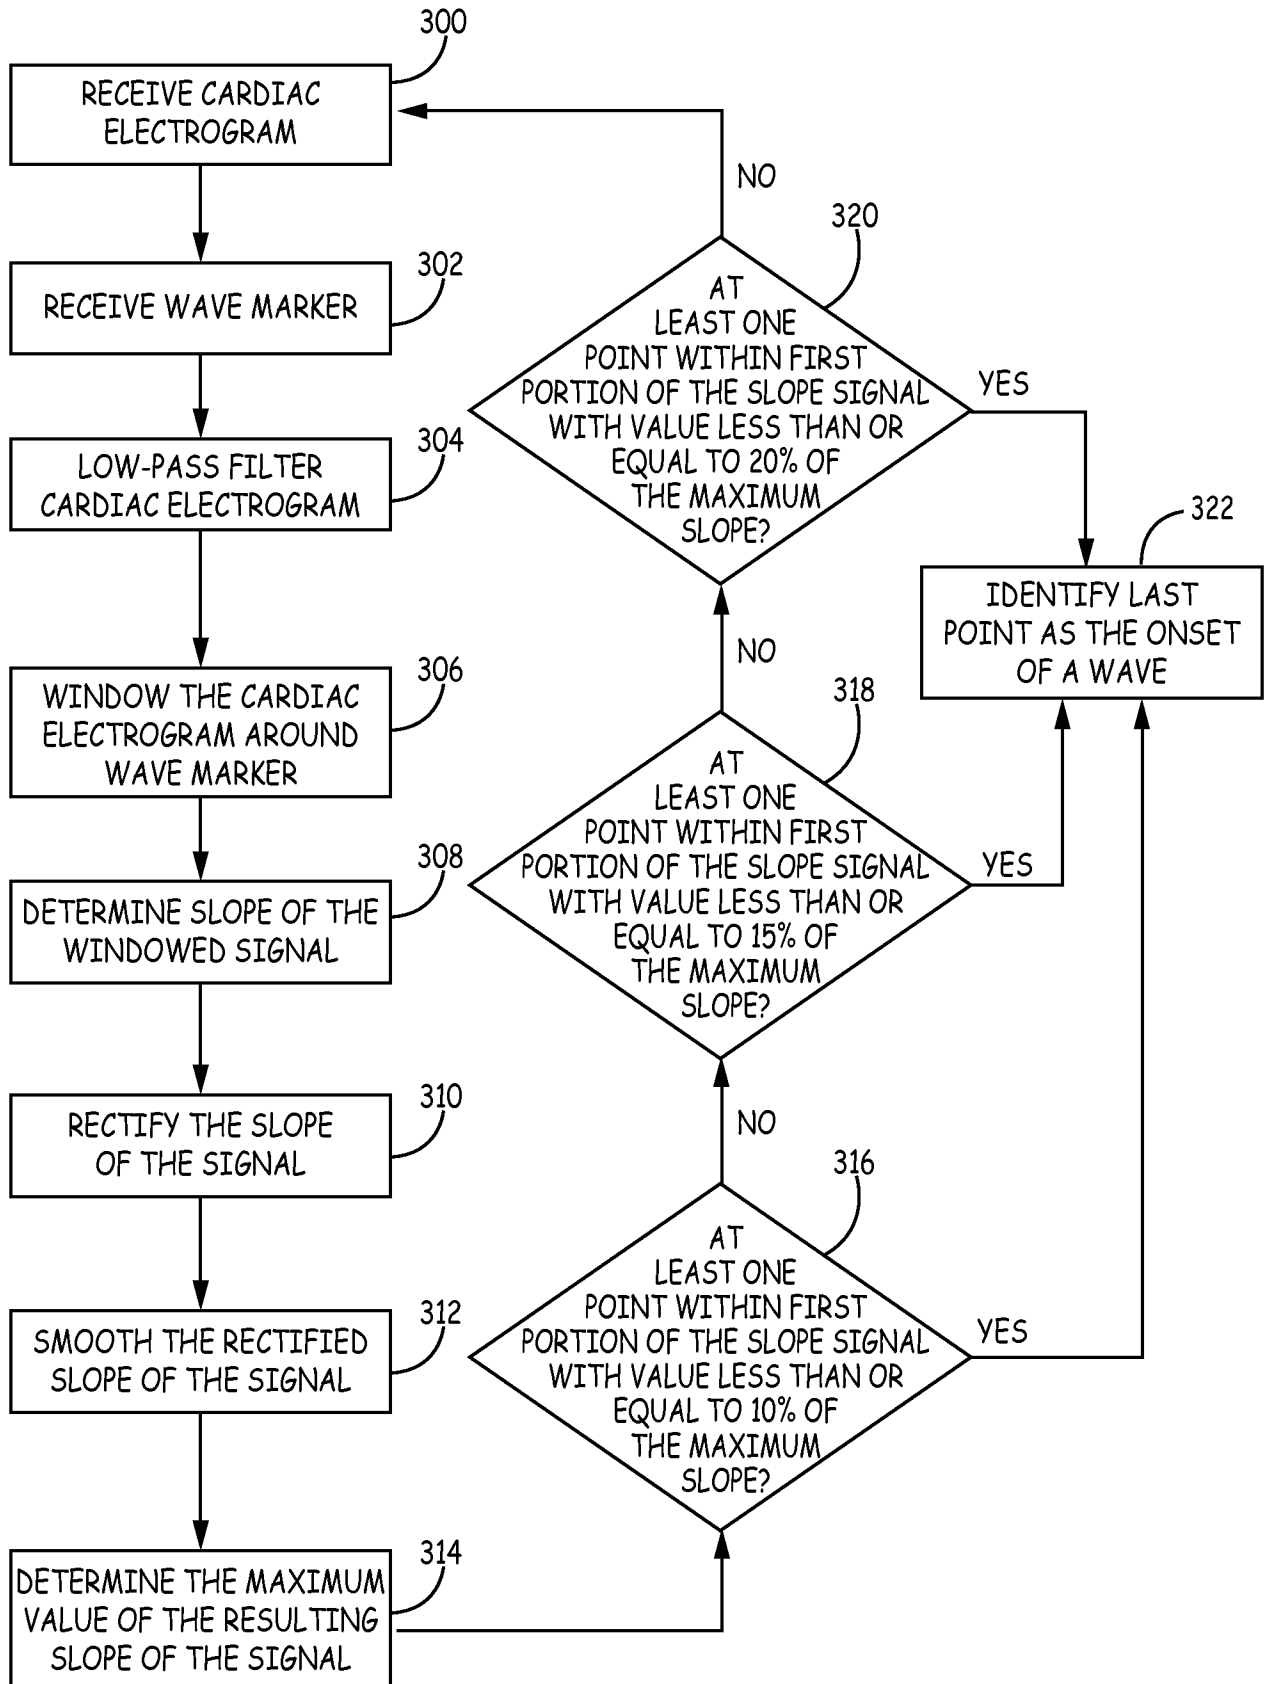 300
RECEIVE CARDIAC
ELECTROGRAM
302
RECEIVE WAVE MARKER
304
LOW-PASS FILTER
CARDIAC ELECTROGRAM
306
WINDOW THE CARDIAC
ELECTROGRAM AROUND
WAVE MARKER
308
DETERMINE SLOPE OF THE
WINDOWED SIGNAL
310
RECTIFY THE SLOPE
OF THE SIGNAL
312
SMOOTH THE RECTIFIED
SLOPE OF THE SIGNAL
314
DETERMINE THE MAXIMUM
VALUE OF THE RESULTING
SLOPE OF THE SIGNAL
316
AT
LEAST ONE
POINT WITHIN FIRST
PORTION OF THE SLOPE SIGNAL
WITH VALUE LESS THAN OR
EQUAL TO 10% OF
THE MAXIMUM
SLOPE?
YES
NO
318
AT
LEAST ONE
POINT WITHIN FIRST
PORTION OF THE SLOPE SIGNAL
WITH VALUE LESS THAN OR
EQUAL TO 15% OF
THE MAXIMUM
SLOPE?
YES
NO
320
AT
LEAST ONE
POINT WITHIN FIRST
PORTION OF THE SLOPE SIGNAL
WITH VALUE LESS THAN OR
EQUAL TO 20% OF
THE MAXIMUM
SLOPE?
YES
NO
322
IDENTIFY LAST
POINT AS THE ONSET
OF A WAVE